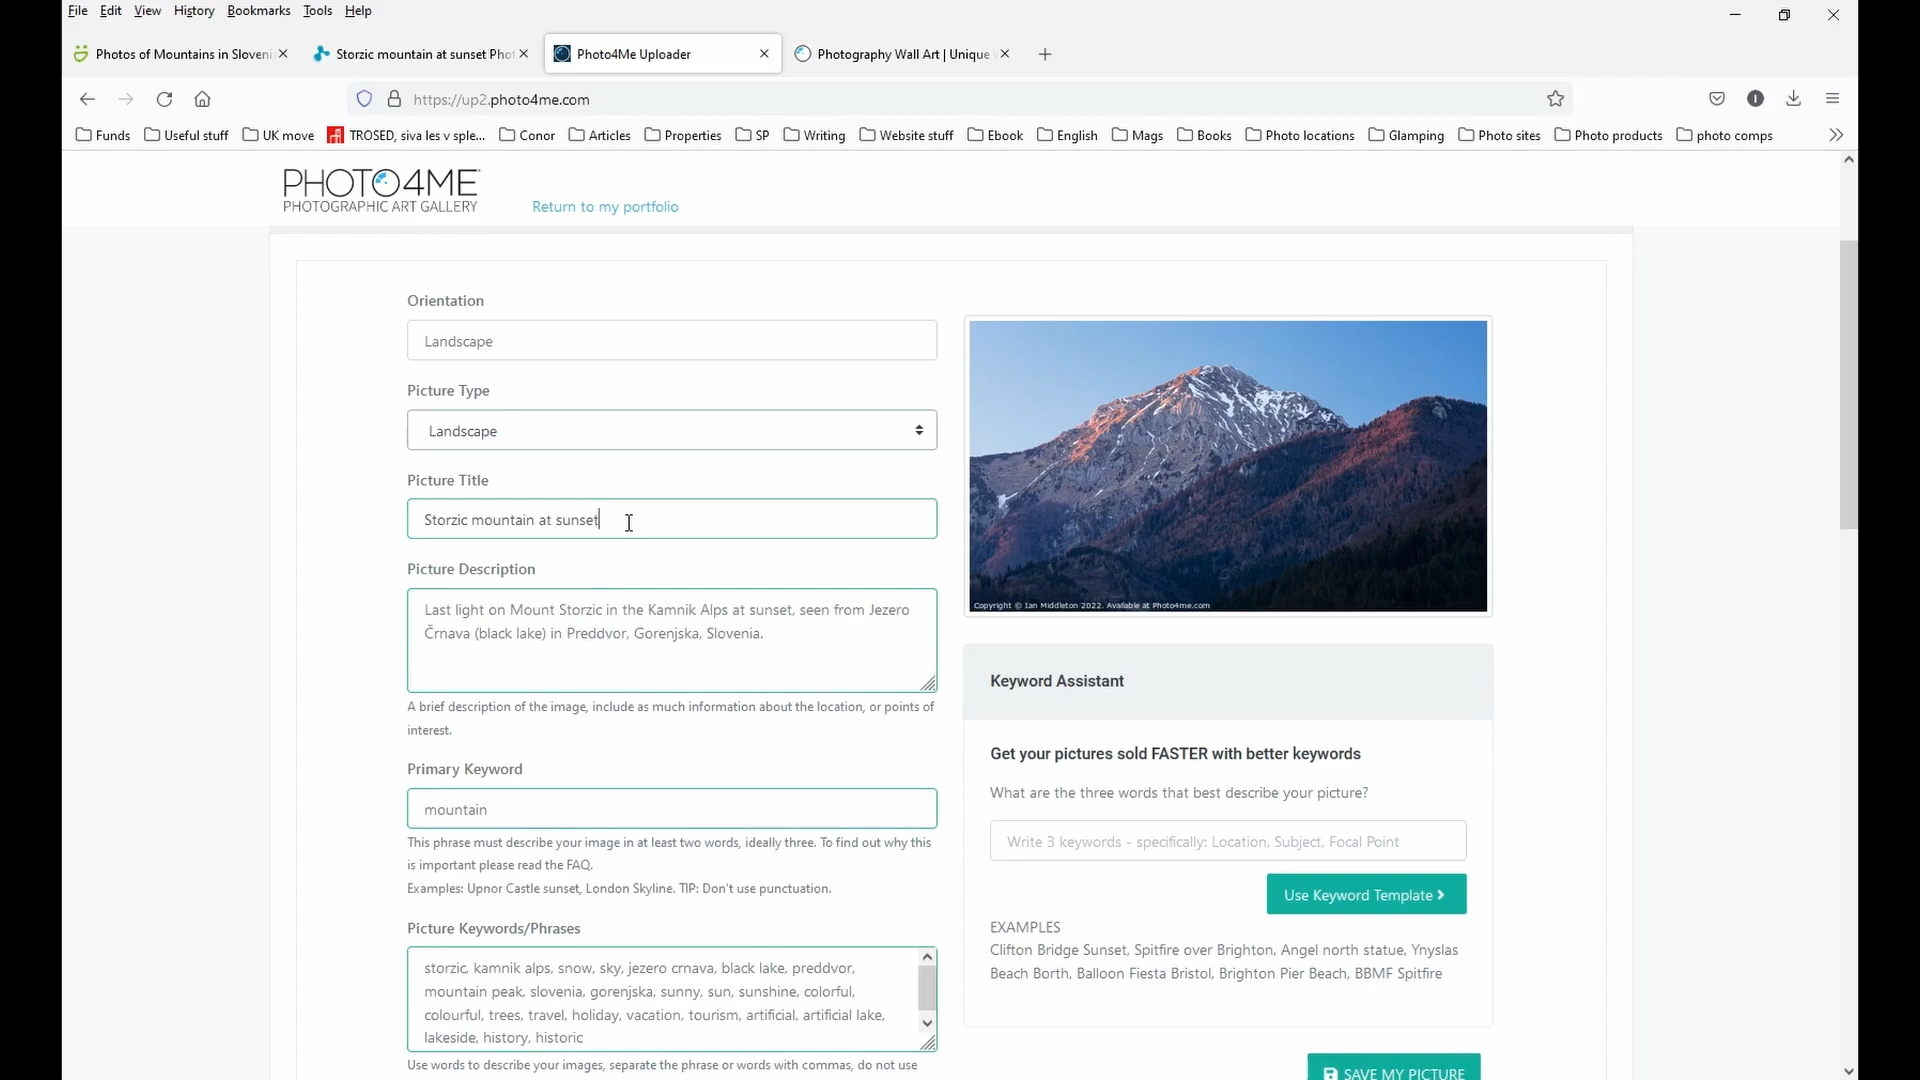 File Edit View History Bookmarks Tools Help
Photos of Mountains in Sloveni
Storzic mountain at sunset Phot
Photo4Me Uploader
Photography Wall Art | Unique
https://up2.photo4me.com
Funds Useful stuff UK move TROSED, siva les v sple... Conor Articles Properties SP Writing Website stuff Ebook English Mags Books Photo locations Glamping Photo sites Photo products photo comps
PHOTO4ME
PHOTOGRAPHIC ART GALLERY
Return to my portfolio
Orientation
Landscape
Picture Type
Landscape
Picture Title
Storzic mountain at sunset
Picture Description
Last light on Mount Storzic in the Kamnik Alps at sunset, seen from Jezero
Črnava (black lake) in Preddvor, Gorenjska, Slovenia.
A brief description of the image, include as much information about the location, or points of
interest.
Primary Keyword
mountain
This phrase must describe your image in at least two words, ideally three. To find out why this
is important please read the FAQ.
Examples: Upnor Castle sunset, London Skyline. TIP: Don't use punctuation.
Picture Keywords/Phrases
storzic, kamnik alps, snow, sky, jezero crnava, black lake, preddvor,
mountain peak, slovenia, gorenjska, sunny, sun, sunshine, colorful,
colourful, trees, travel, holiday, vacation, tourism, artificial, artificial lake,
lakeside, history, historic
Use words to describe your images, separate the phrase or words with commas, do not use
Copyright © Ian Middleton 2022. Available at Photo4me.com
Keyword Assistant
Get your pictures sold FASTER with better keywords
What are the three words that best describe your picture?
Write 3 keywords - specifically: Location, Subject, Focal Point
Use Keyword Template
EXAMPLES
Clifton Bridge Sunset, Spitfire over Brighton, Angel north statue, Ynyslas
Beach Borth, Balloon Fiesta Bristol, Brighton Pier Beach, BBMF Spitfire
SAVE MY PICTURE